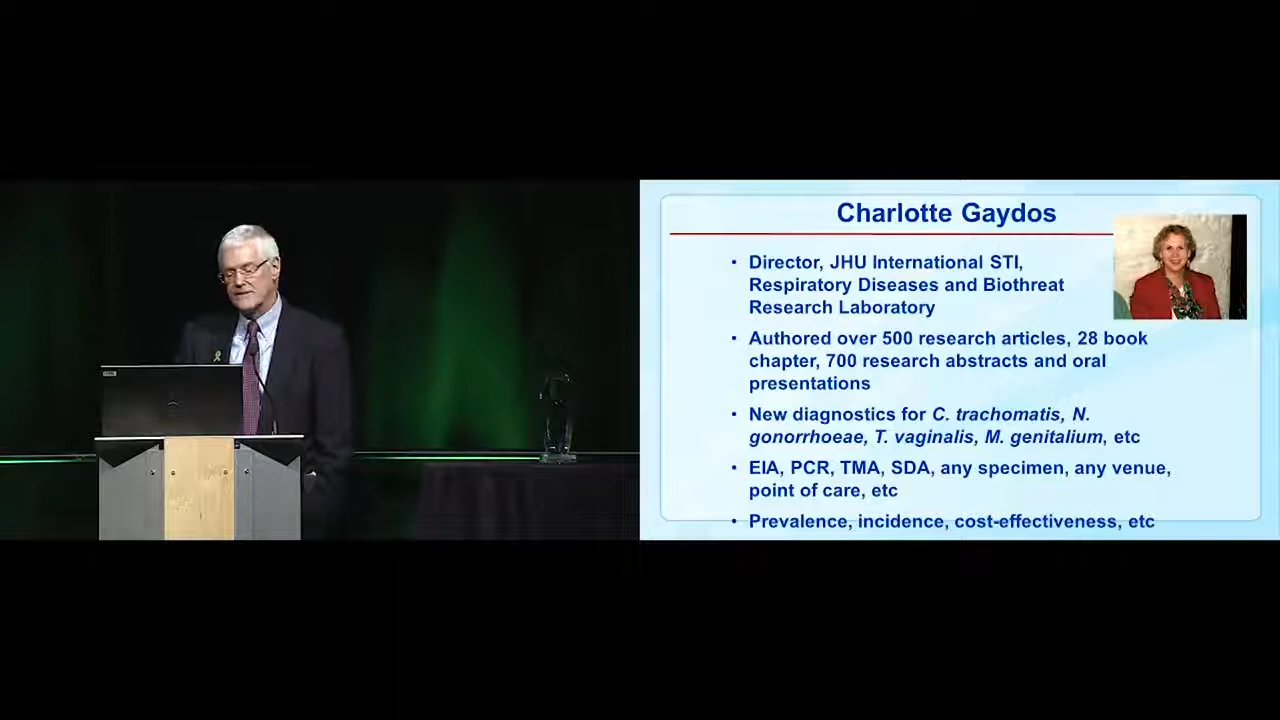 Charlotte Gaydos
• Director, JHU International STI,
Respiratory Diseases and Biothreat
Research Laboratory
• Authored over 500 research articles, 28 book
chapter, 700 research abstracts and oral
presentations
• New diagnostics for C. trachomatis, N.
gonorrhoeae, T. vaginalis, M. genitalium, etc
• EIA, PCR, TMA, SDA, any specimen, any venue,
point of care, etc
• Prevalence, incidence, cost-effectiveness, etc